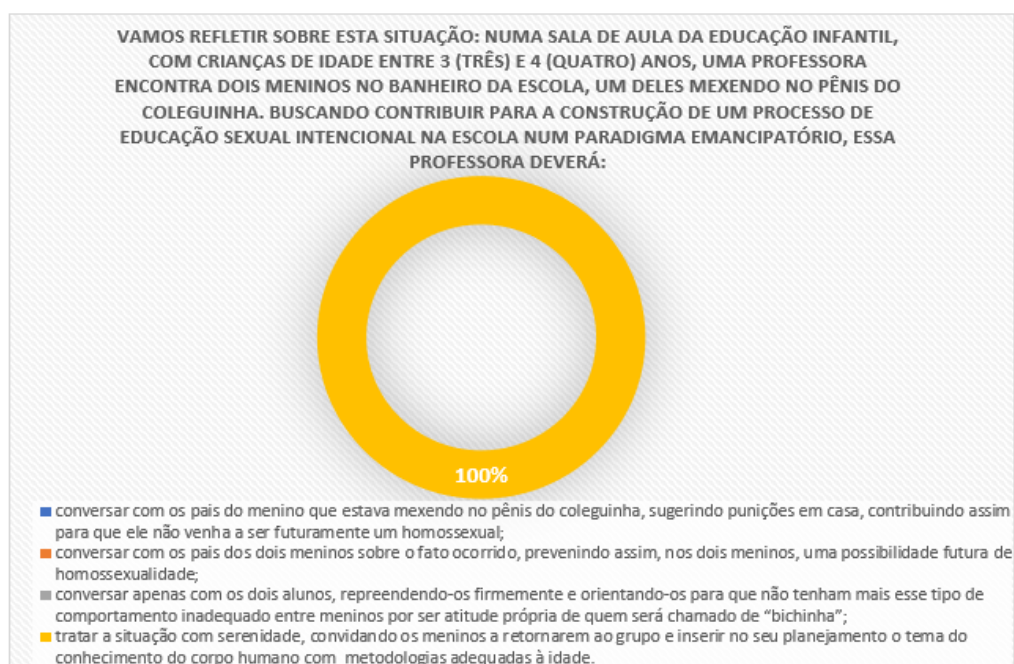 VAMOS REFLETIR SOBRE ESTA SITUAÇÃO: NUMA SALA DE AULA DA EDUCAÇÃO INFANTIL,
COM CRIANÇAS DE IDADE ENTRE 3 (TRÊS) E 4 (QUATRO) ANOS, UMA PROFESSORA
ENCONTRA DOIS MENINOS NO BANHEIRO DA ESCOLA, UM DELES MEXENDO NO PÊNIS DO
COLEGUINHA. BUSCANDO CONTRIBUIR PARA A CONSTRUÇÃO DE UM PROCESSO DE
EDUCAÇÃO SEXUAL INTENCIONAL NA ESCOLA NUM PARADIGMA EMANCIPATÓRIO, ESSA
PROFESSORA DEVERÁ:
100%
conversar com os pais do menino que estava mexendo no pênis do coleguinha, sugerindo punições em casa, contribuindo assim
para que ele não venha a ser futuramente um homossexual;
conversar com os pais dos dois meninos sobre o fato ocorrido, prevenindo assim, nos dois meninos, uma possibilidade futura de
homossexualidade;
conversar apenas com os dois alunos, repreendendo-os firmemente e orientando-os para que não tenham mais esse tipo de
comportamento inadequado entre meninos por ser atitude própria de quem será chamado de “bichinha”;
tratar a situação com serenidade, convidando os meninos a retornarem ao grupo e inserir no seu planejamento o tema do
conhecimento do corpo humano com metodologias adequadas à idade.